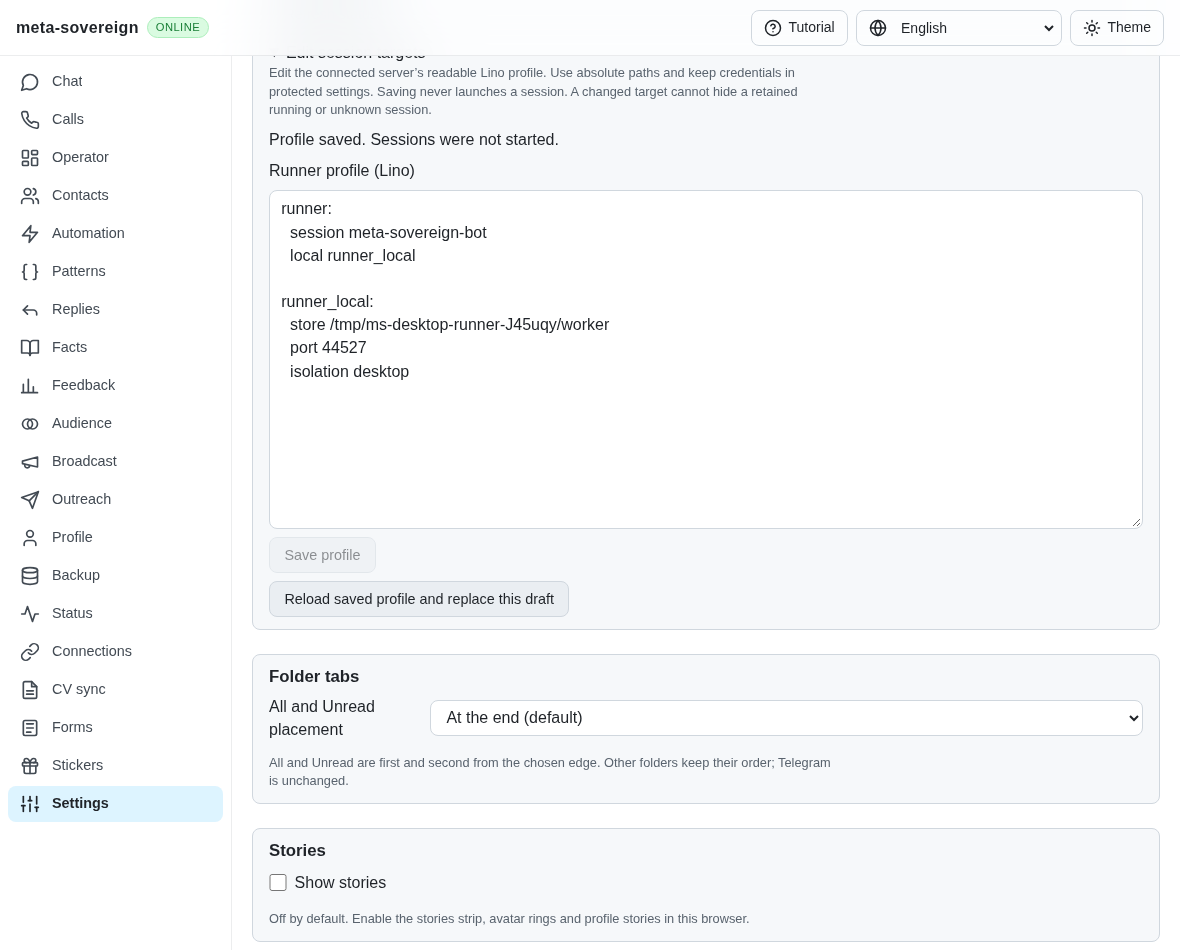 meta-sovereign ONLINE
Tutorial
English
Theme
Chat
Calls
Operator
Contacts
Automation
Patterns
Replies
Facts
Feedback
Audience
Broadcast
Outreach
Profile
Backup
Status
Connections
CV sync
Forms
Stickers
Settings
Edit session targets
Edit the connected server's readable Lino profile. Use absolute paths and keep credentials in
protected settings. Saving never launches a session. A changed target cannot hide a retained
running or unknown session.
Profile saved. Sessions were not started.
Runner profile (Lino)
runner:
  session meta-sovereign-bot
  local runner_local

runner_local:
  store /tmp/ms-desktop-runner-J45uqy/worker
  port 44527
  isolation desktop
Save profile
Reload saved profile and replace this draft
Folder tabs
All and Unread
placement
At the end (default)
All and Unread are first and second from the chosen edge. Other folders keep their order; Telegram
is unchanged.
Stories
Show stories
Off by default. Enable the stories strip, avatar rings and profile stories in this browser.